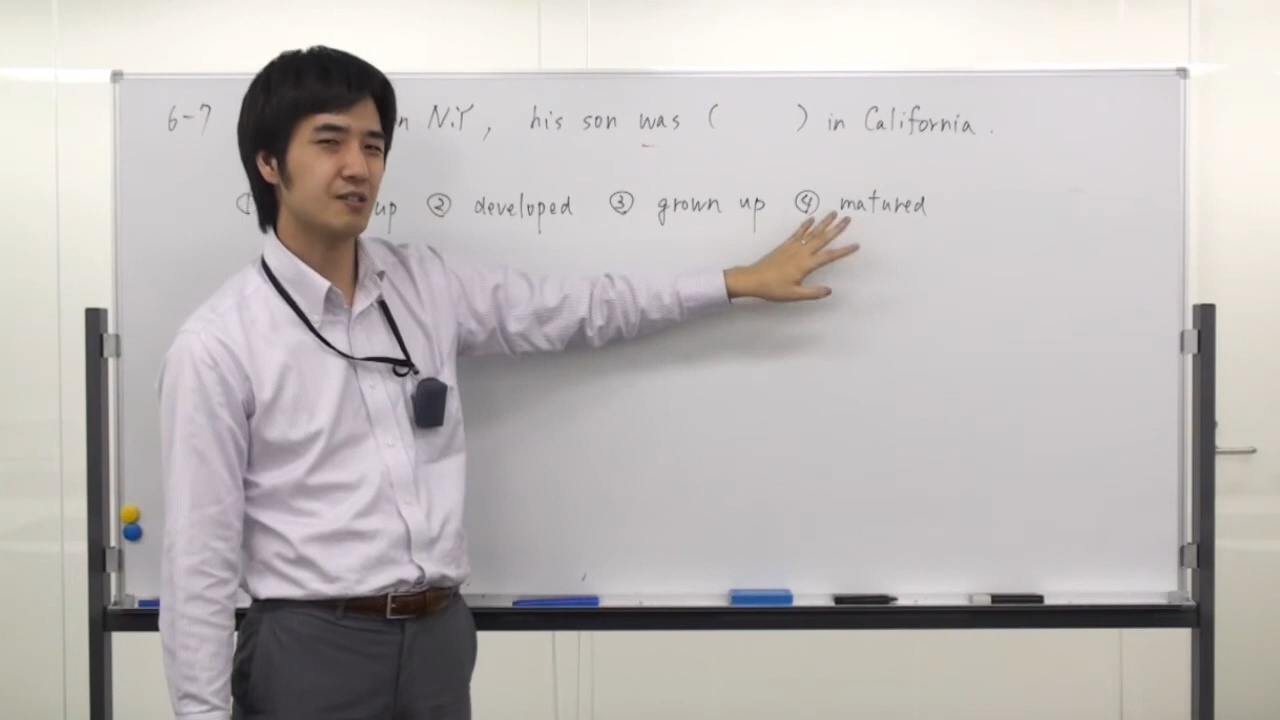 6-7 n N.Y, his son was ( ) in California.
① up ② developed ③ grown up ④ matured